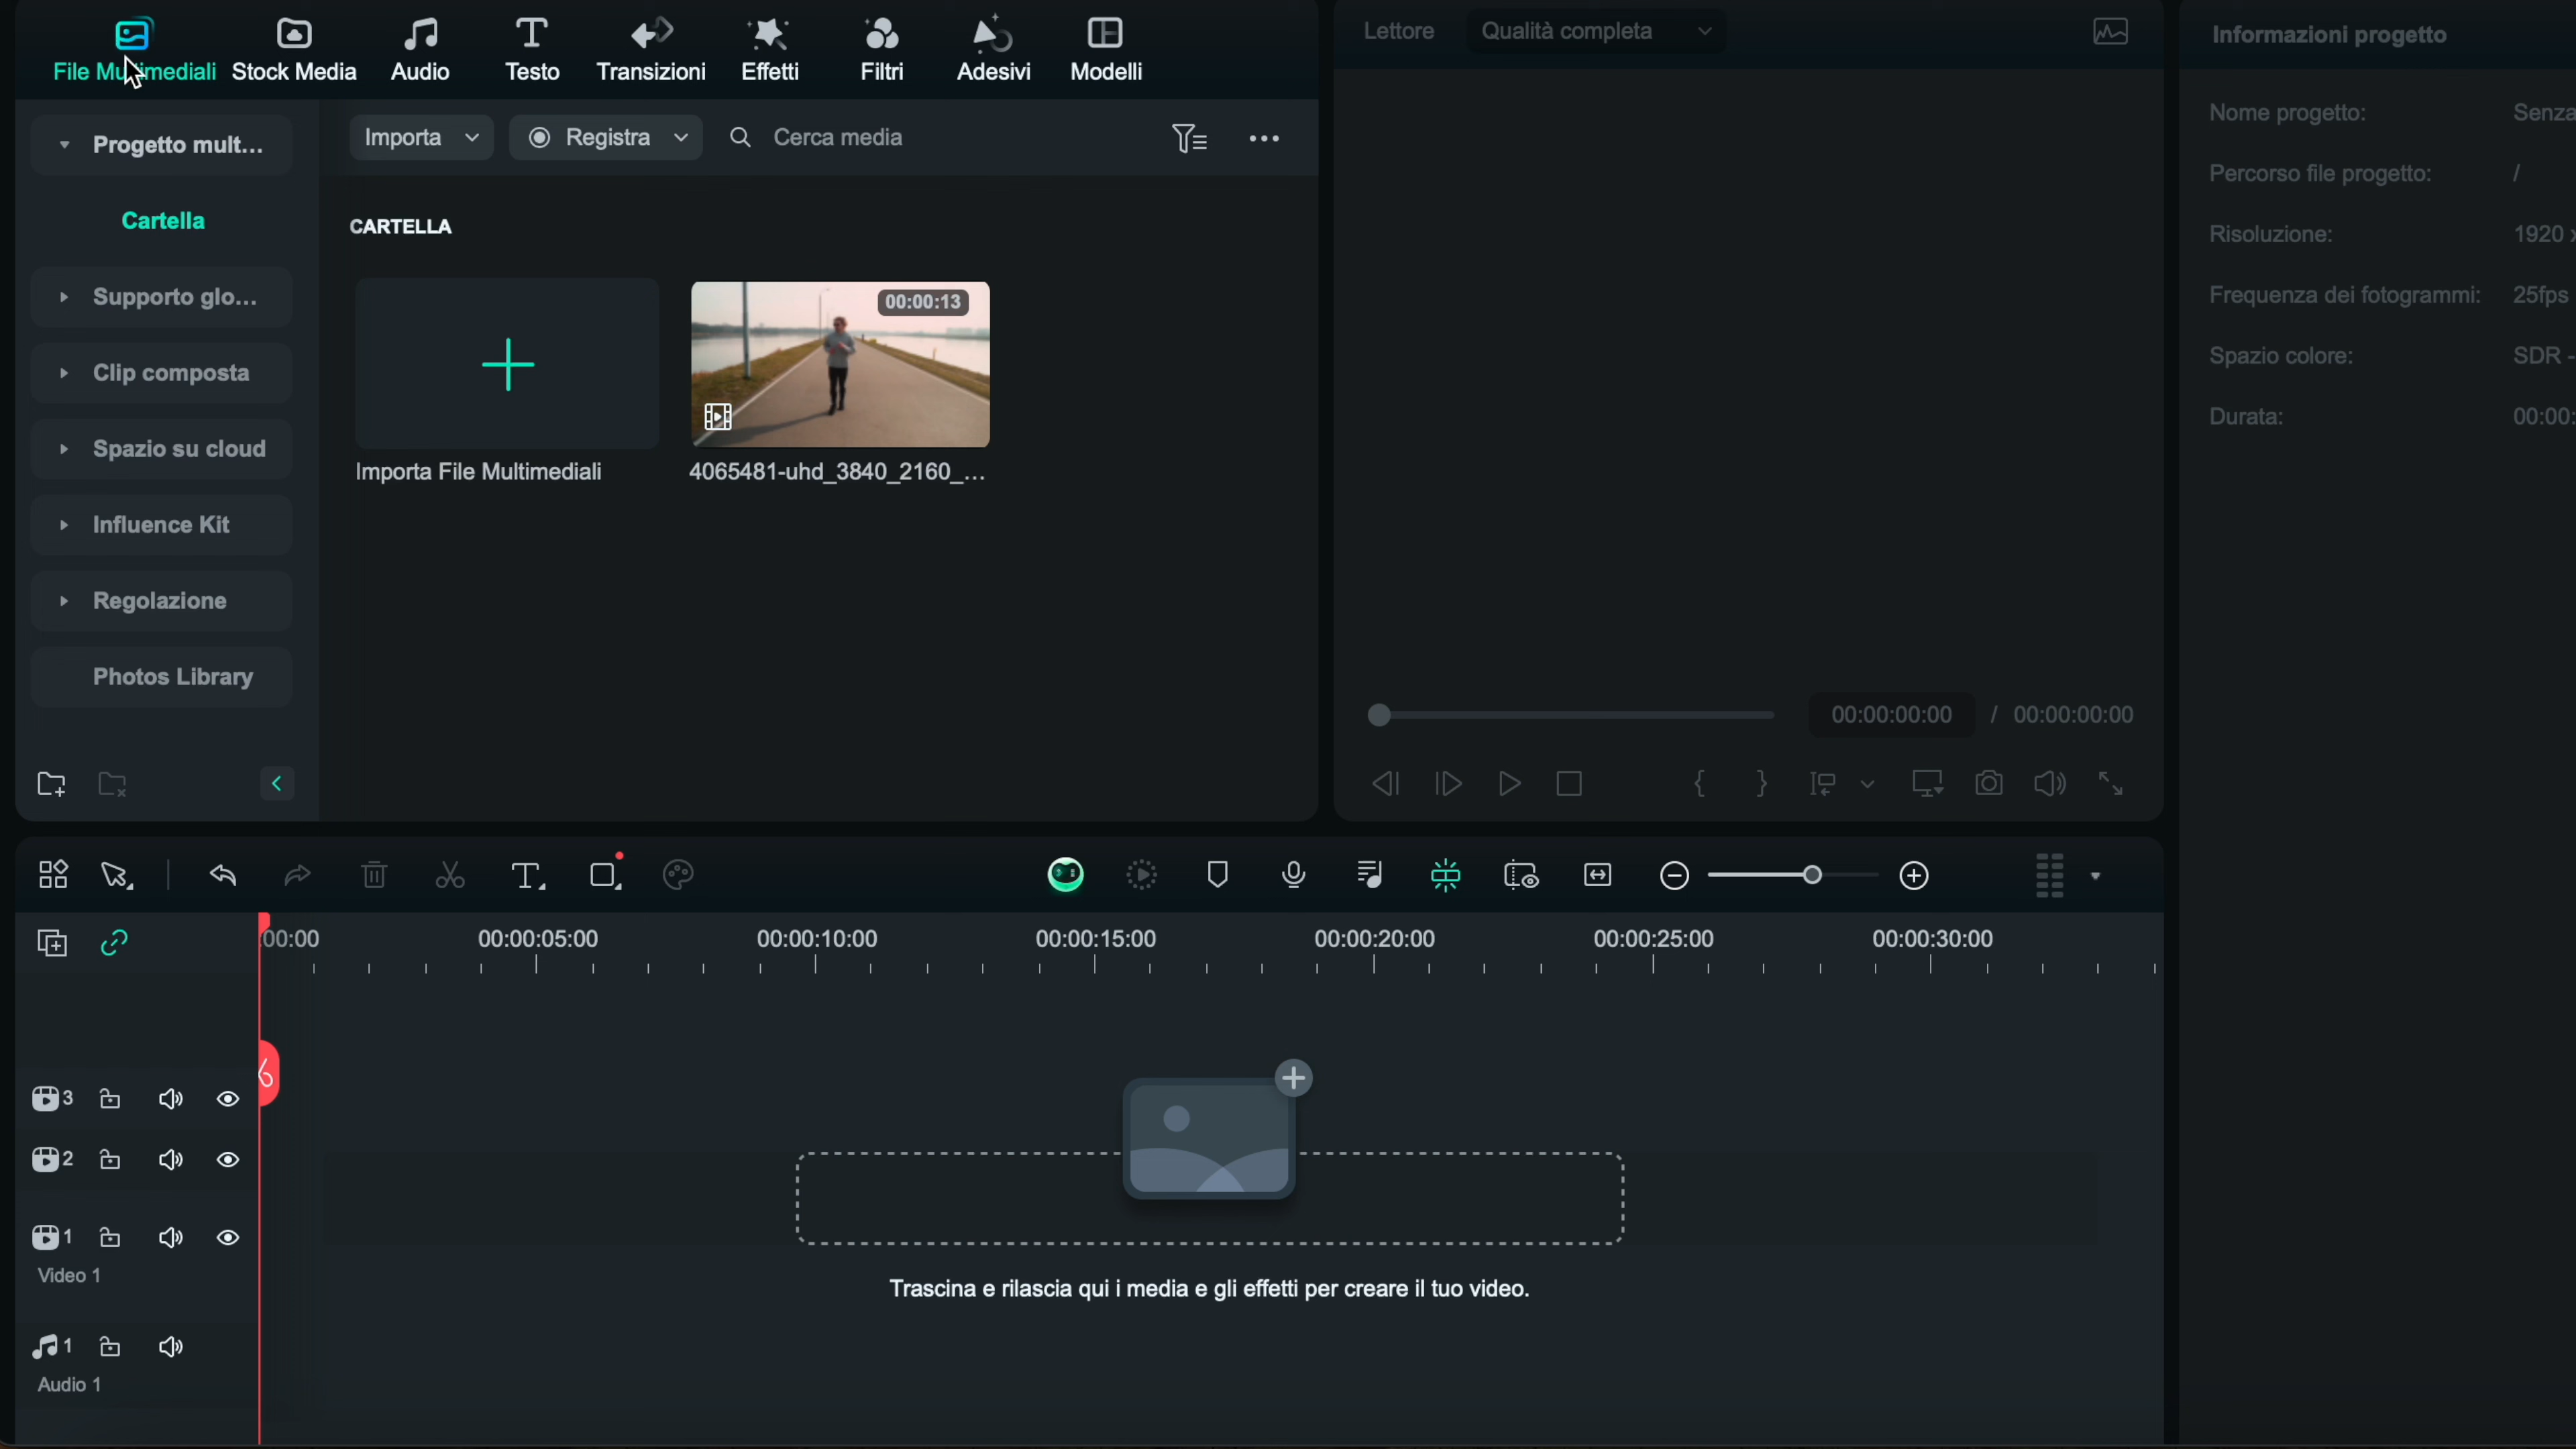 File Multimediali
Stock Media
Audio
Testo
Transizioni
Effetti
Filtri
Adesivi
Modelli
Lettore
Qualità completa
Informazioni progetto
Progetto mult...
Importa
Registra
Cerca media
Nome progetto:
Senza
Percorso file progetto:
/
Cartella
CARTELLA
Risoluzione:
1920 x
Supporto glo...
00:00:13
Frequenza dei fotogrammi:
25fps
Clip composta
Spazio colore:
SDR -
Durata:
00:00:
Spazio su cloud
Importa File Multimediali
4065481-uhd_3840_2160_...
Influence Kit
Regolazione
Photos Library
00:00:00:00 / 00:00:00:00
:00:00
00:00:05:00
00:00:10:00
00:00:15:00
00:00:20:00
00:00:25:00
00:00:30:00
3
2
1
Video 1
Trascina e rilascia qui i media e gli effetti per creare il tuo video.
1
Audio 1